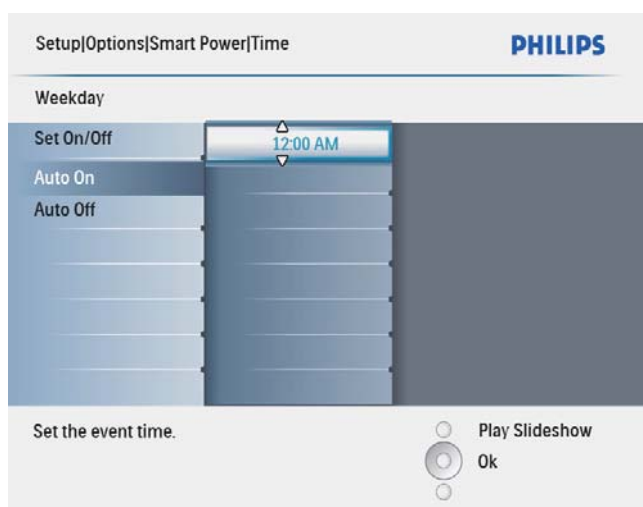 Setup|Options|Smart Power|Time
PHILIPS
Weekday
Set On/Off
12:00 AM
Auto On
Auto Off
Set the event time.
Play Slideshow
Ok